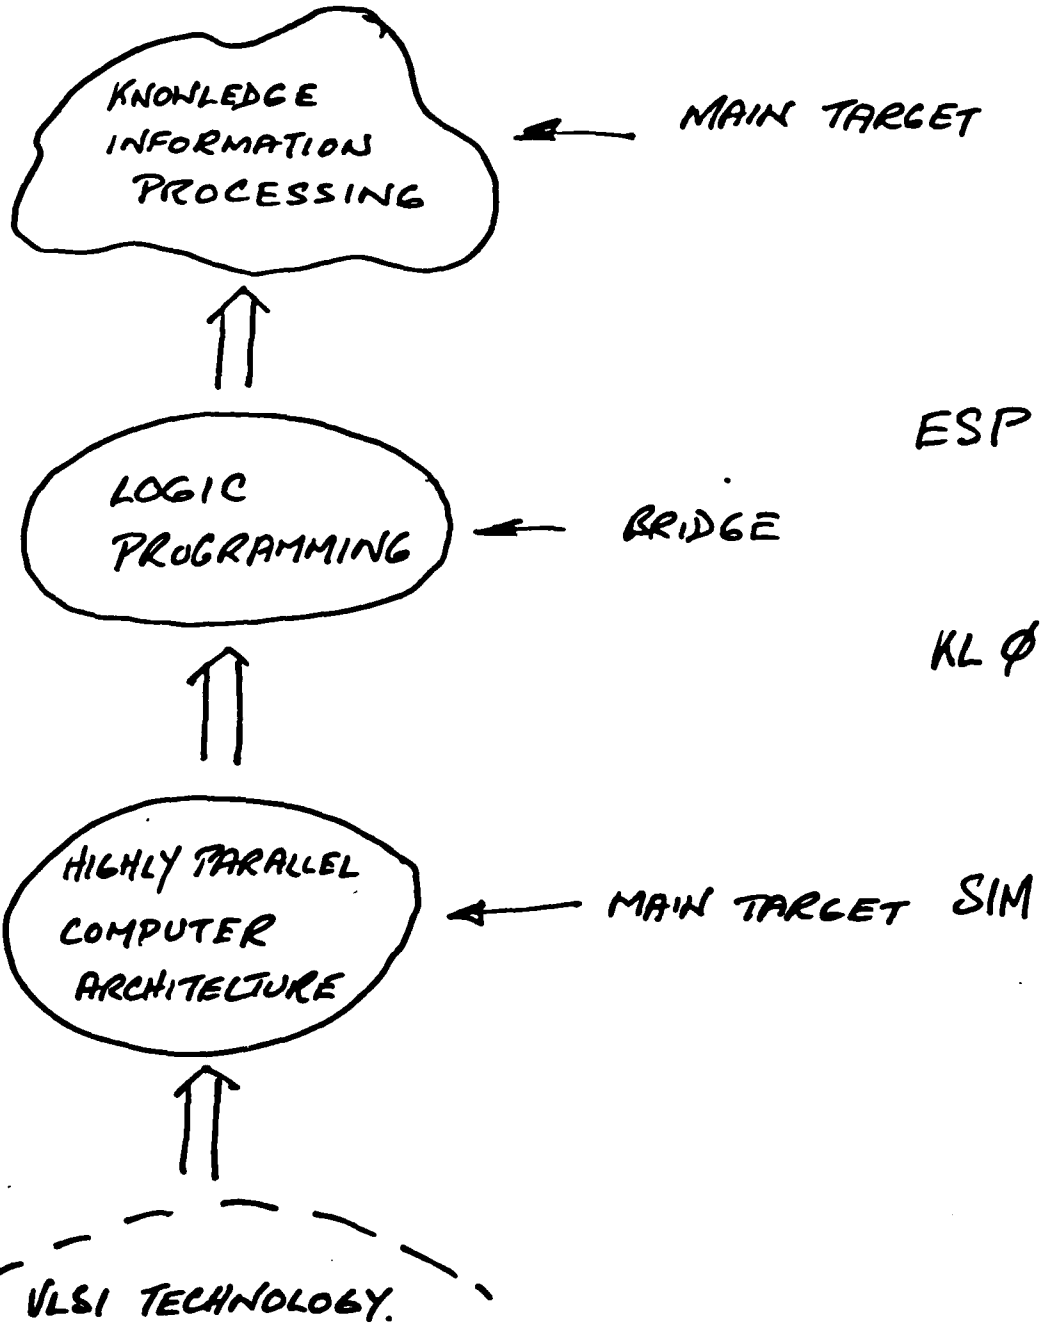 KNOWLEDGE
INFORMATION
PROCESSING
MAIN TARGET
ESP
LOGIC
PROGRAMMING
BRIDGE
KL Ø
HIGHLY PARALLEL
COMPUTER
ARCHITECTURE
MAIN TARGET
SIM
VLSI TECHNOLOGY.